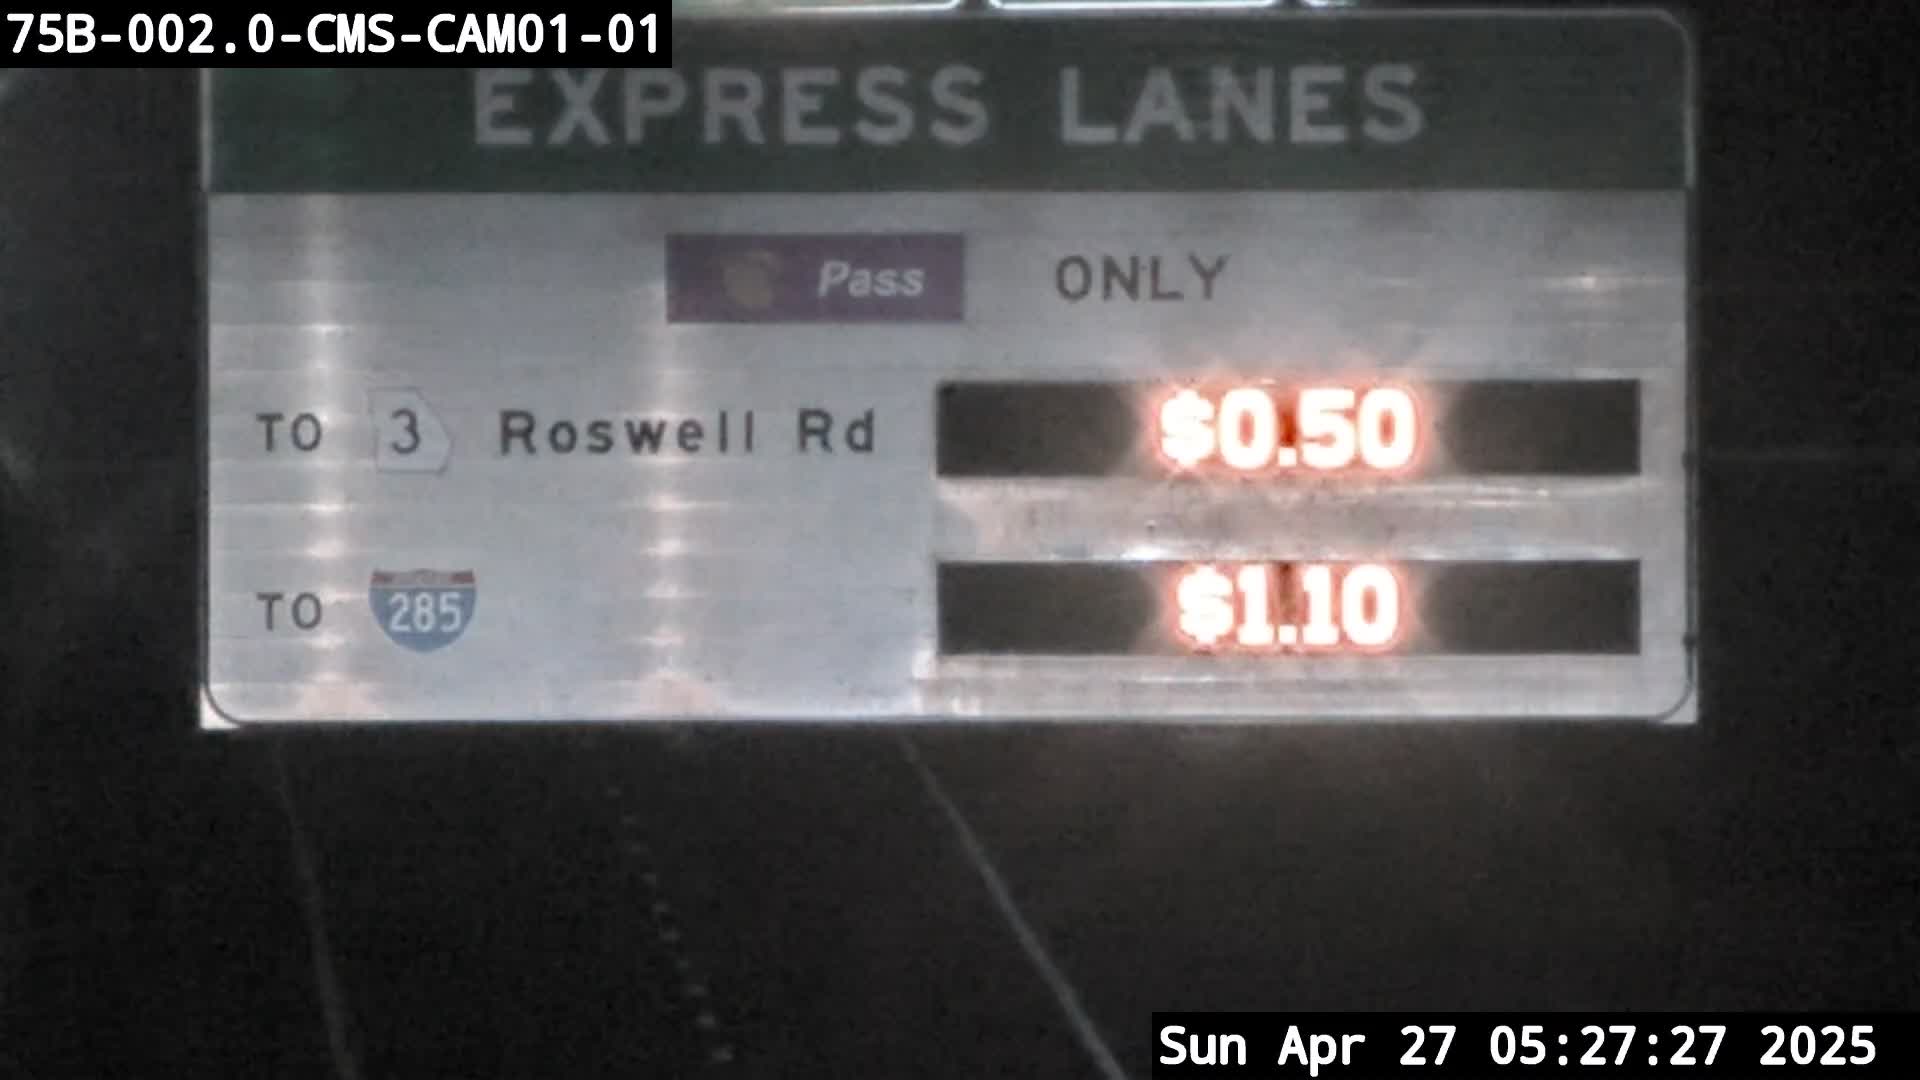 75B-002.0-CMS-CAM01-01
EXPRESS LANES
Pass ONLY
TO 3 Roswell Rd $0.50
TO 285 $1.10
Sun Apr 27 05:27:27 2025